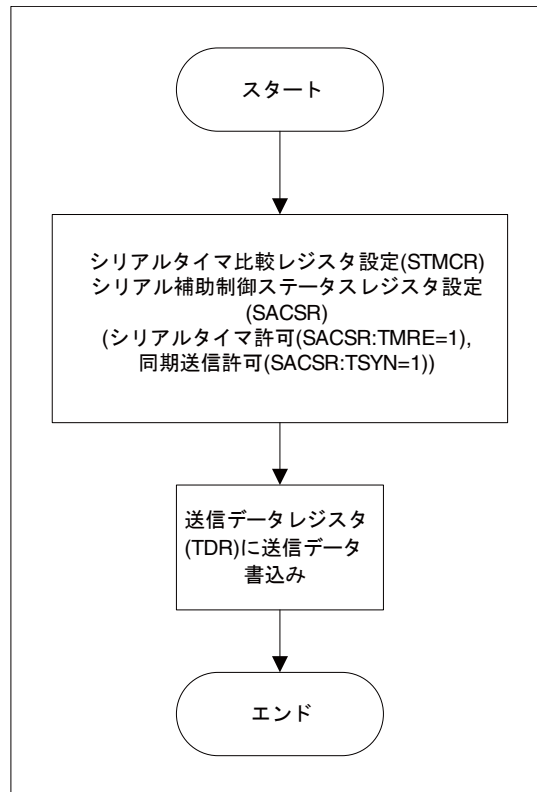 スタート
シリアルタイマ比較レジスタ設定(STMCR)
シリアル補助制御ステータスレジスタ設定
(SACSR)
(シリアルタイマ許可(SACSR:TMRE=1),
同期送信許可(SACSR:TSYN=1))
送信データレジスタ
(TDR)に送信データ
書込み
エンド